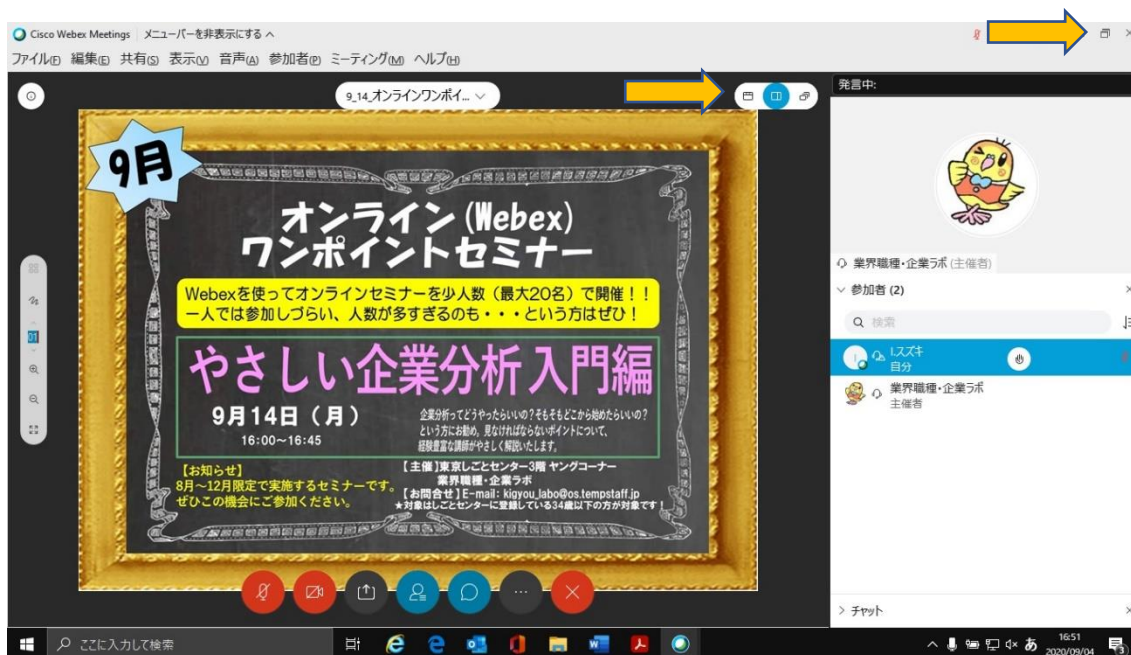 Cisco Webex Meetings メニューバーを非表示にする ヘ
ファイル(F) 編集(E) 共有(S) 表示(V) 音声(A) 参加者(P) ミーティング(M) ヘルプ(H)
9_14_オンラインワンポイ...
発言中:
9月
オンライン(Webex)
ワンポイントセミナー
Webexを使ってオンラインセミナーを少人数(最大20名)で開催!!
一人では参加しづらい、人数が多すぎるのも・・・という方はぜひ!
やさしい企業分析 入門編
9月14日(月)
16:00~16:45
企業分析ってどうやったらいいの?そもそもどこから始めたらいいの?
という方にお勧め。見なければならないポイントについて、
経験豊富な講師がやさしく解説いたします。
【お知らせ】
8月~12月限定で実施するセミナーです。
ぜひこの機会にご参加ください。
【主催】東京しごとセンター3階 ヤングコーナー
業界職種・企業ラボ
【お問合せ】E-mail: kigyou_labo@os.tempstaff.jp
★対象はしごとセンターに登録している34歳以下の方が対象です!
01
業界職種・企業ラボ (主催者)
参加者 (2)
検索
I.スズキ
自分
業界職種・企業ラボ
主催者
チャット
ここに入力して検索
あ
16:51
2020/09/04
3